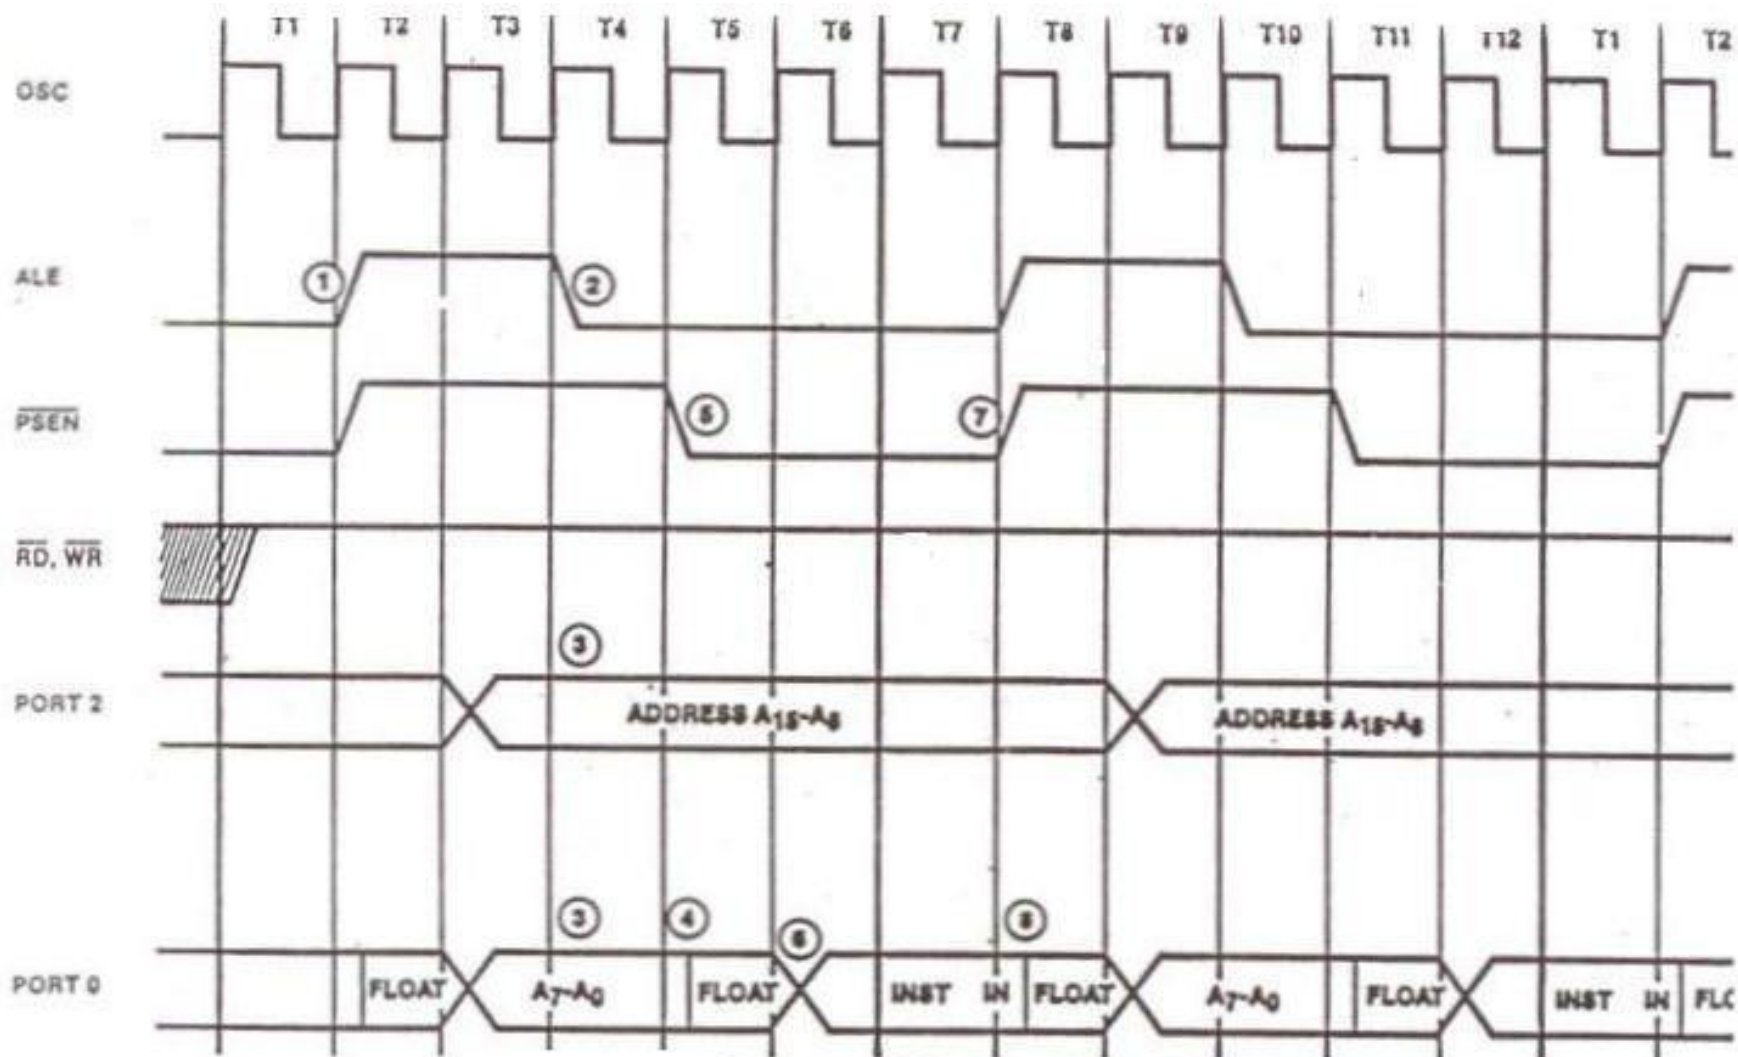 T1 T2 T3 T4 T5 T6 T7 T8 T9 T10 T11 T12 T1 T2
OSC
ALE 1 2
PSEN 5 7
RD, WR
3
PORT 2 ADDRESS A15-A8 ADDRESS A15-A8
3 4 6 8
PORT 0 FLOAT A7-A0 FLOAT INST IN FLOAT A7-A0 FLOAT INST IN FLO